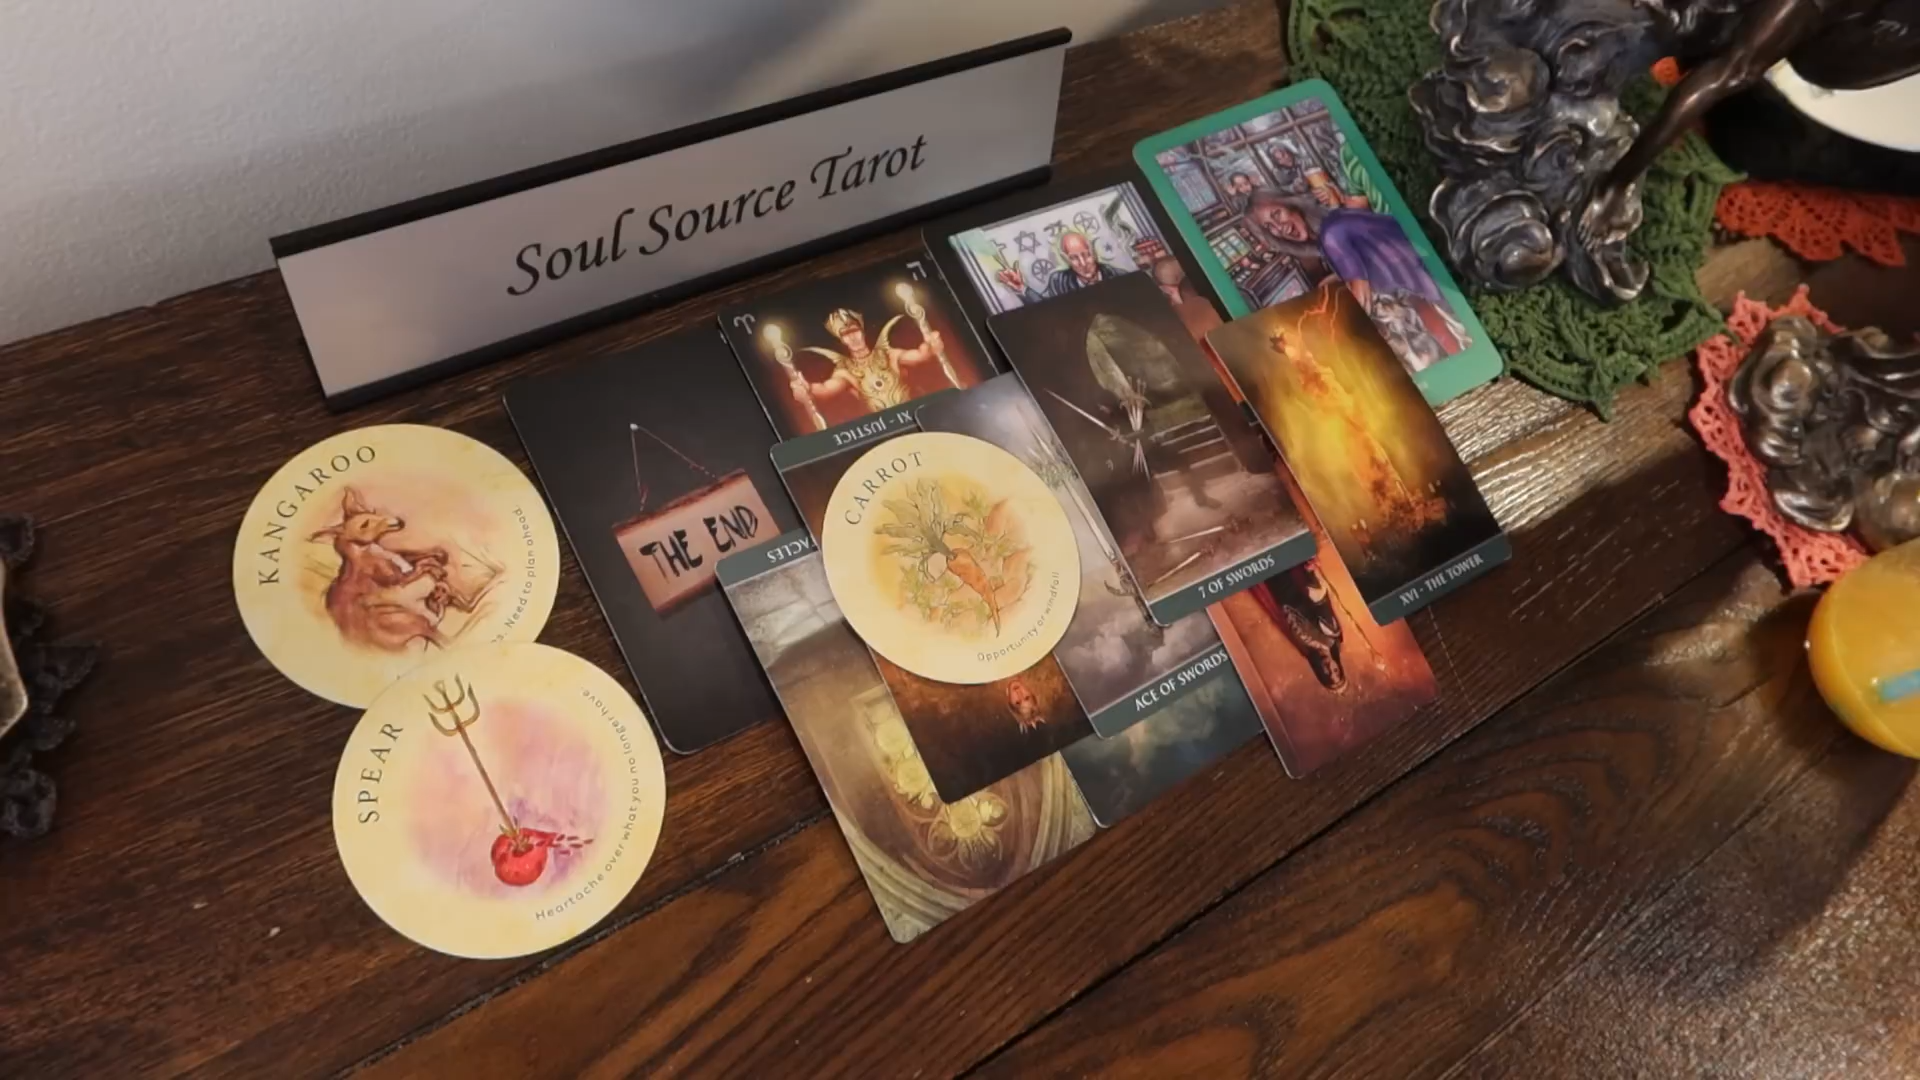 Soul Source Tarot
KANGAROO
s. Need to plan ahead.
SPEAR
Heartache over what you no longer have
THE END
XI - JUSTICE
CARROT
Opportunity or windfall
ACE OF SWORDS
7 OF SWORDS
XVI - THE TOWER